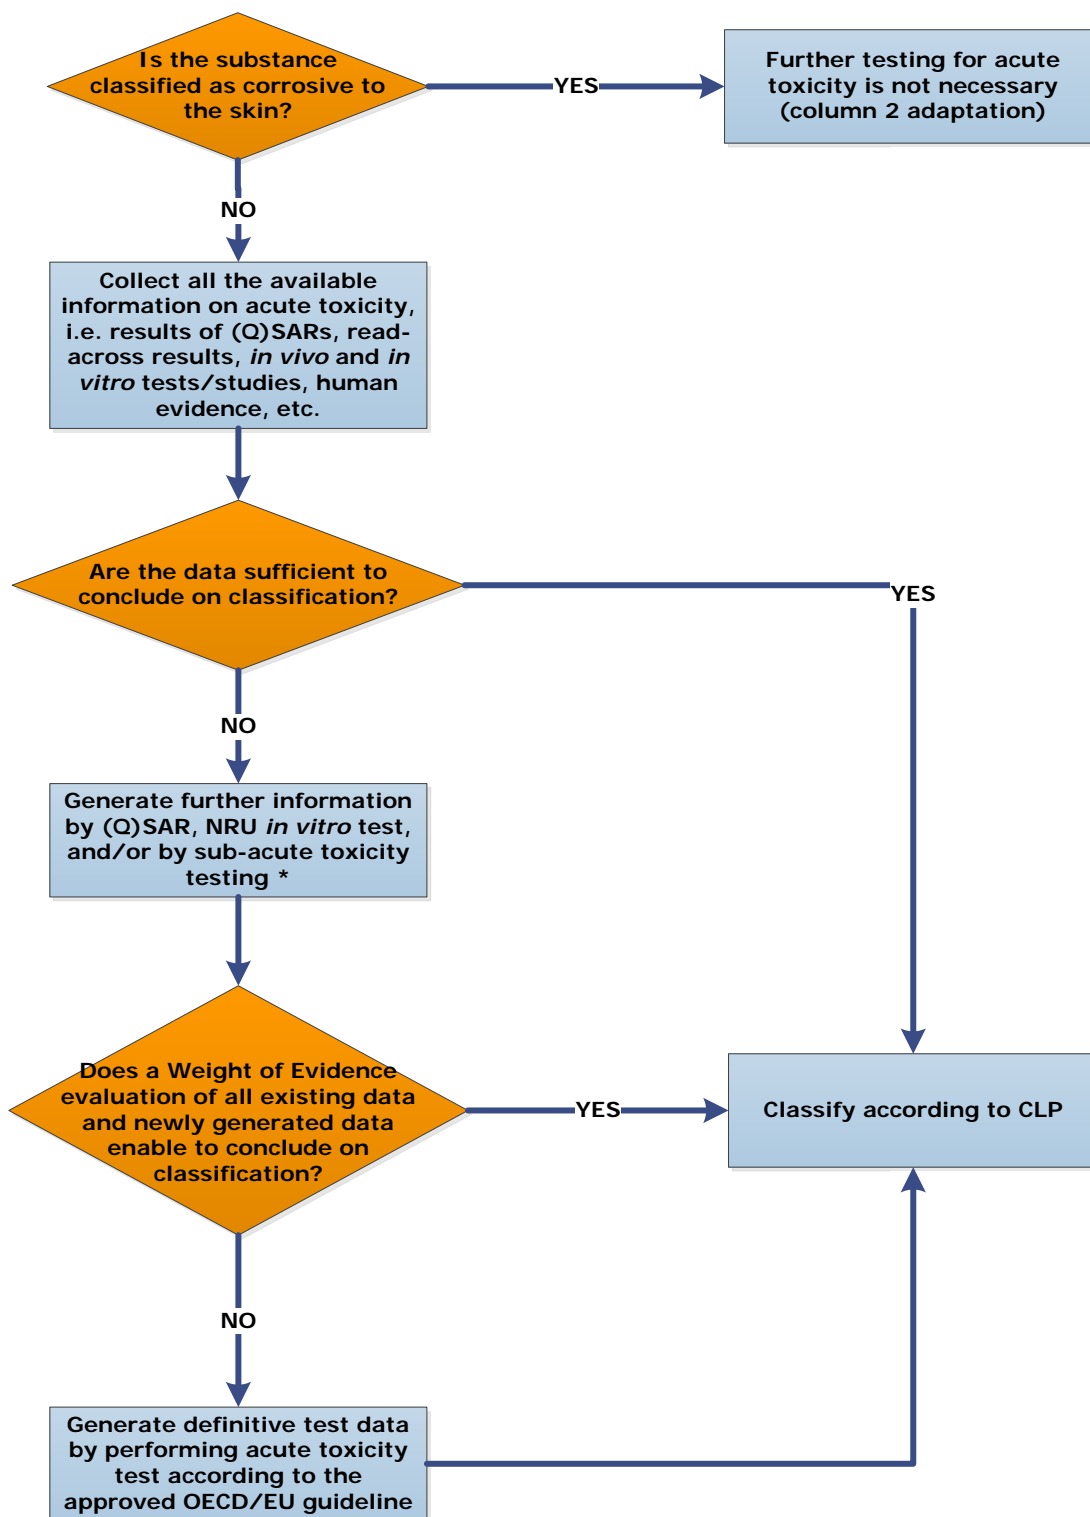 Is the substance
classified as corrosive to
the skin?
YES
Further testing for acute
toxicity is not necessary
(column 2 adaptation)
NO
Collect all the available
information on acute toxicity,
i.e. results of (Q)SARs, read-
across results, in vivo and in
vitro tests/studies, human
evidence, etc.
Are the data sufficient to
conclude on classification?
YES
NO
Generate further information
by (Q)SAR, NRU in vitro test,
and/or by sub-acute toxicity
testing *
Does a Weight of Evidence
evaluation of all existing data
and newly generated data
enable to conclude on
classification?
YES
Classify according to CLP
NO
Generate definitive test data
by performing acute toxicity
test according to the
approved OECD/EU guideline